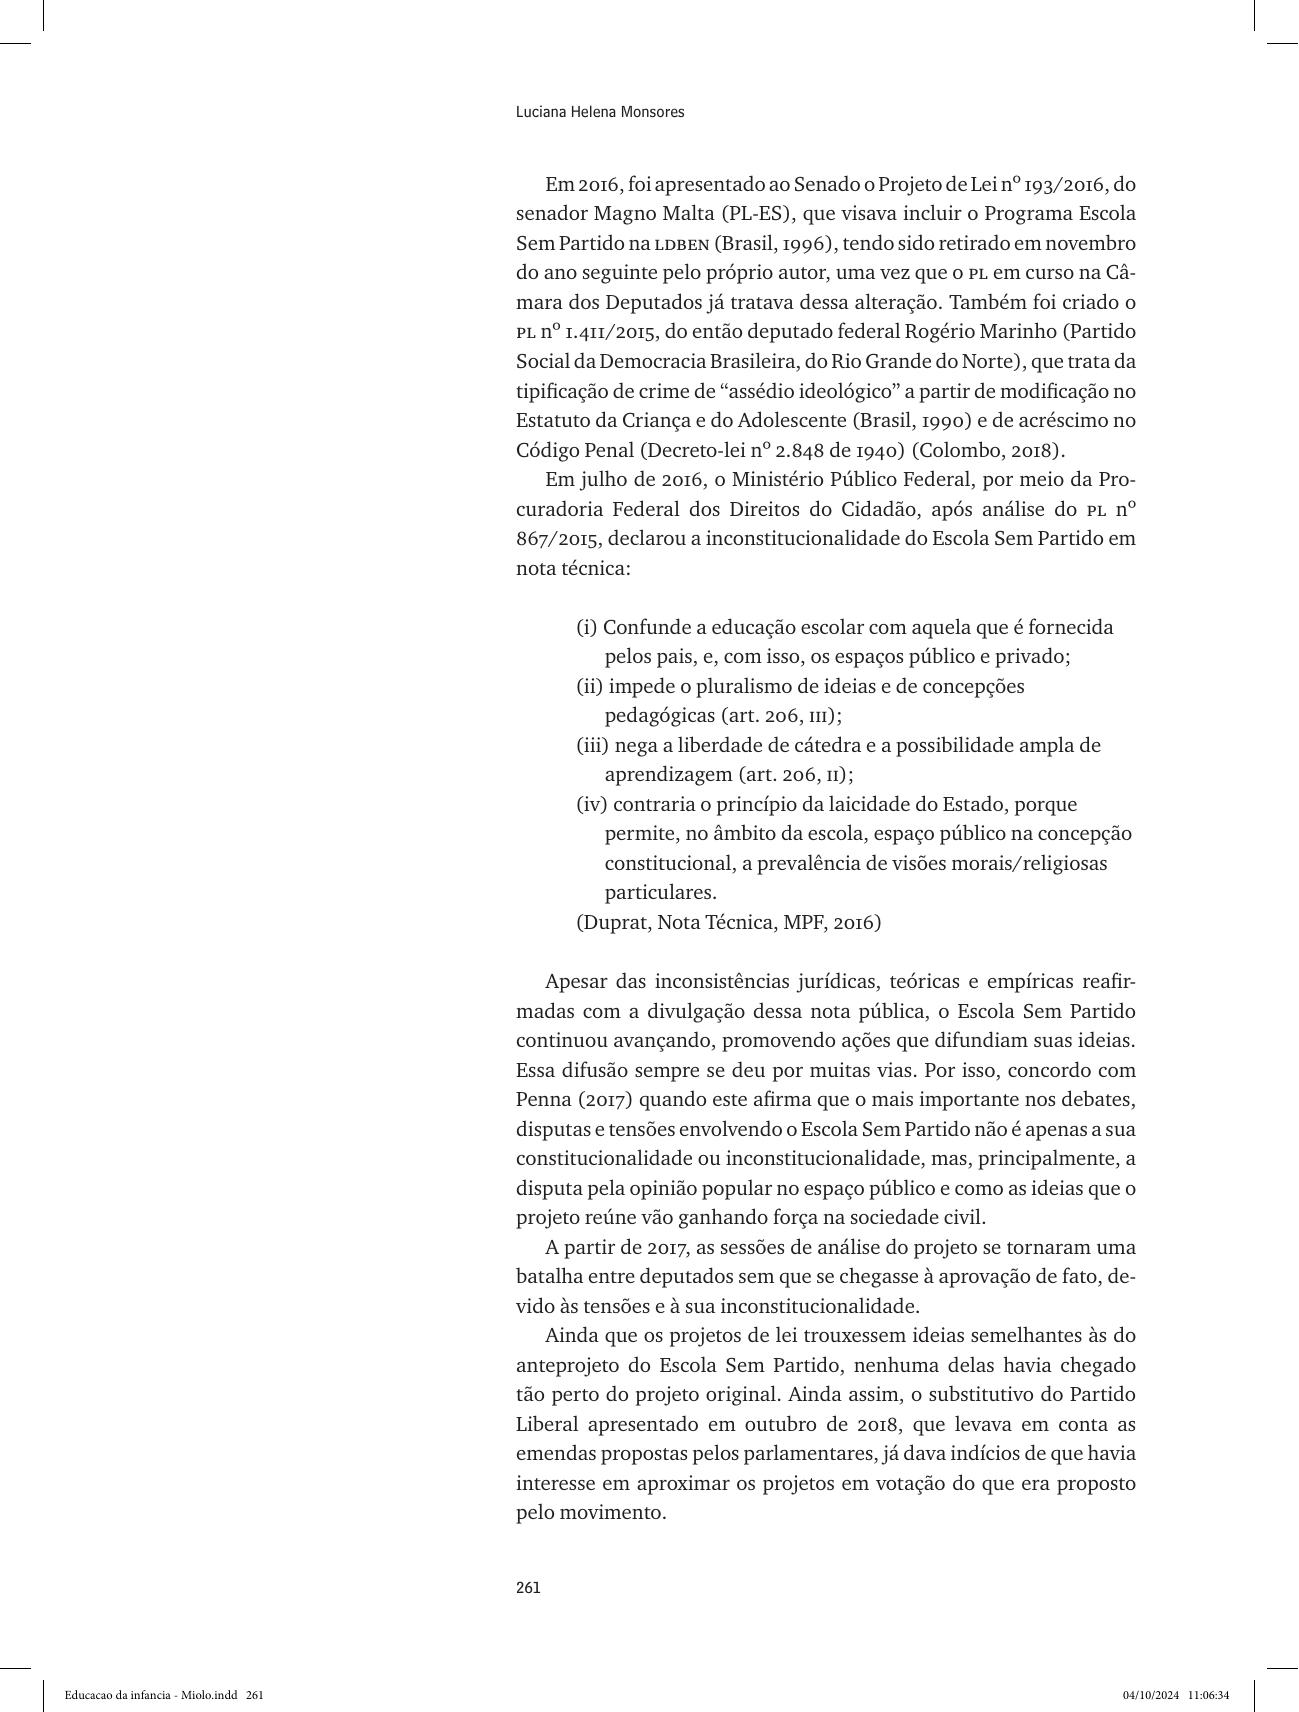 Luciana Helena Monsores
Em 2016, foi apresentado ao Senado o Projeto de Lei nº 193/2016, do
senador Magno Malta (PL-ES), que visava incluir o Programa Escola
Sem Partido na LDBEN (Brasil, 1996), tendo sido retirado em novembro
do ano seguinte pelo próprio autor, uma vez que o PL em curso na Câ-
mara dos Deputados já tratava dessa alteração. Também foi criado o
PL nº 1.411/2015, do então deputado federal Rogério Marinho (Partido
Social da Democracia Brasileira, do Rio Grande do Norte), que trata da
tipificação de crime de “assédio ideológico” a partir de modificação no
Estatuto da Criança e do Adolescente (Brasil, 1990) e de acréscimo no
Código Penal (Decreto-lei nº 2.848 de 1940) (Colombo, 2018).
Em julho de 2016, o Ministério Público Federal, por meio da Pro-
curadoria Federal dos Direitos do Cidadão, após análise do PL nº
867/2015, declarou a inconstitucionalidade do Escola Sem Partido em
nota técnica:
(i) Confunde a educação escolar com aquela que é fornecida
pelos pais, e, com isso, os espaços público e privado;
(ii) impede o pluralismo de ideias e de concepções
pedagógicas (art. 206, III);
(iii) nega a liberdade de cátedra e a possibilidade ampla de
aprendizagem (art. 206, II);
(iv) contraria o princípio da laicidade do Estado, porque
permite, no âmbito da escola, espaço público na concepção
constitucional, a prevalência de visões morais/religiosas
particulares.
(Duprat, Nota Técnica, MPF, 2016)
Apesar das inconsistências jurídicas, teóricas e empíricas reafir-
madas com a divulgação dessa nota pública, o Escola Sem Partido
continuou avançando, promovendo ações que difundiam suas ideias.
Essa difusão sempre se deu por muitas vias. Por isso, concordo com
Penna (2017) quando este afirma que o mais importante nos debates,
disputas e tensões envolvendo o Escola Sem Partido não é apenas a sua
constitucionalidade ou inconstitucionalidade, mas, principalmente, a
disputa pela opinião popular no espaço público e como as ideias que o
projeto reúne vão ganhando força na sociedade civil.
A partir de 2017, as sessões de análise do projeto se tornaram uma
batalha entre deputados sem que se chegasse à aprovação de fato, de-
vido às tensões e à sua inconstitucionalidade.
Ainda que os projetos de lei trouxessem ideias semelhantes às do
anteprojeto do Escola Sem Partido, nenhuma delas havia chegado
tão perto do projeto original. Ainda assim, o substitutivo do Partido
Liberal apresentado em outubro de 2018, que levava em conta as
emendas propostas pelos parlamentares, já dava indícios de que havia
interesse em aproximar os projetos em votação do que era proposto
pelo movimento.
261
Educacao da infancia - Miolo.indd 261
04/10/2024 11:06:34